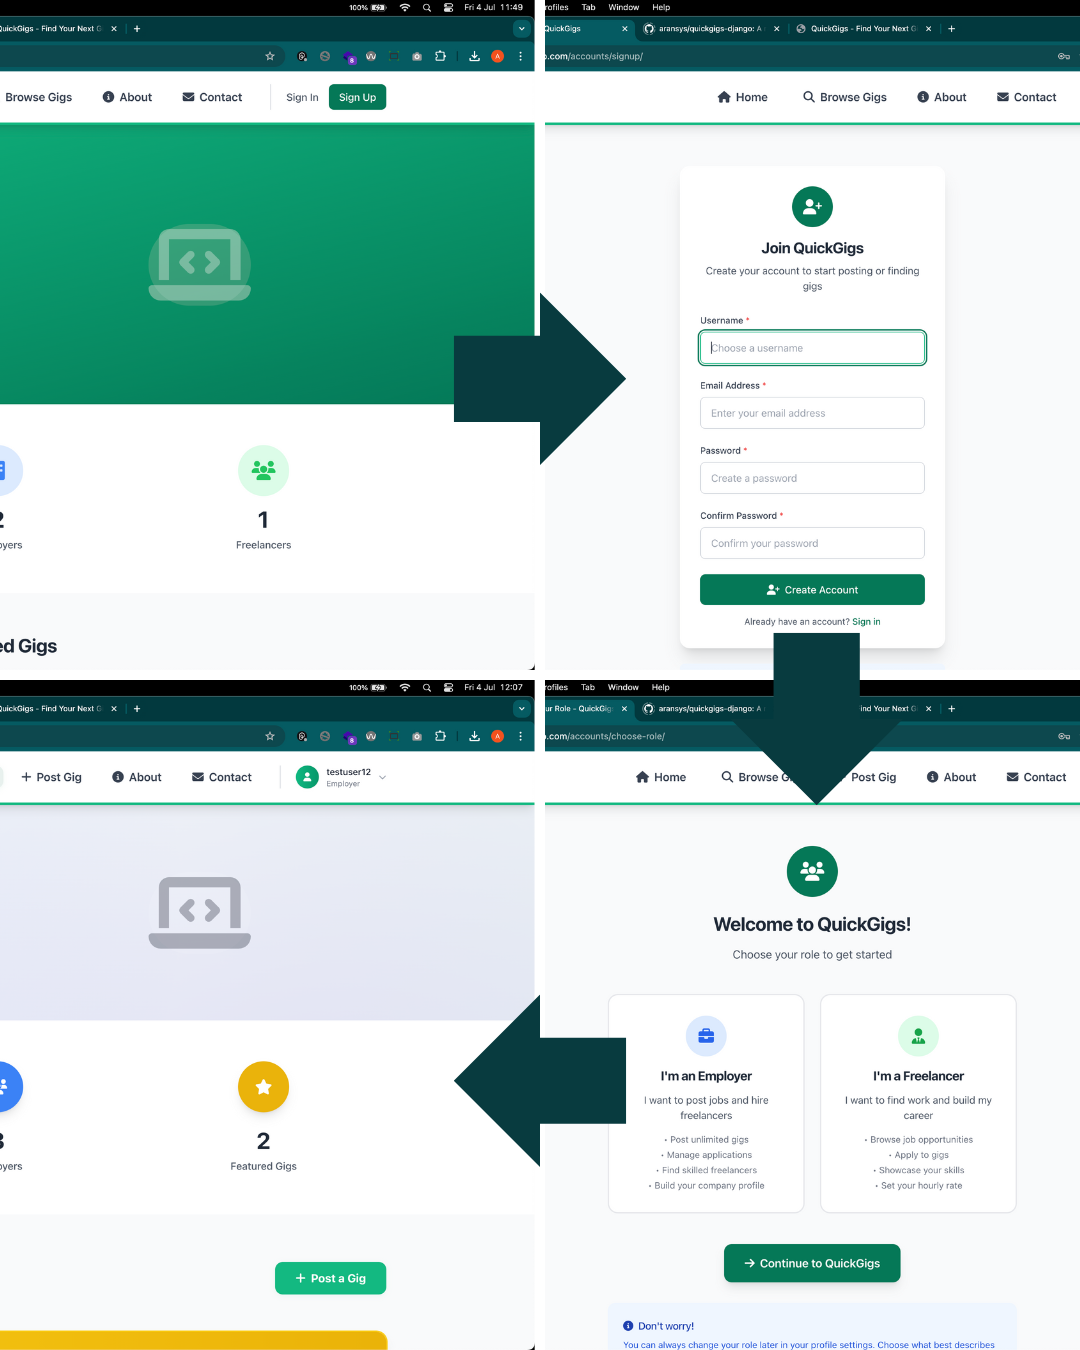 100%
Fri 4 Jul 11:49
QuickGigs - Find Your Next G
Browse Gigs
About
Contact
Sign In
Sign Up
2
yers
1
Freelancers
ed Gigs
rofiles
Tab
Window
Help
QuickGigs
aransys/quickgigs-django: A
QuickGigs - Find Your Next G
.com/accounts/signup/
Home
Browse Gigs
About
Contact
Join QuickGigs
Create your account to start posting or finding
gigs
Username *
Choose a username
Email Address *
Enter your email address
Password *
Create a password
Confirm Password *
Confirm your password
Create Account
Already have an account? Sign in
100%
Fri 4 Jul 12:07
QuickGigs - Find Your Next G
Post Gig
About
Contact
testuser12
Employer
3
yers
2
Featured Gigs
Post a Gig
rofiles
Tab
Window
Help
ur Role - QuickGig
aransys/quickgigs-django: A
ind Your Next G
.com/accounts/choose-role/
Home
Browse G
Post Gig
About
Contact
Welcome to QuickGigs!
Choose your role to get started
I'm an Employer
I want to post jobs and hire
freelancers
• Post unlimited gigs
• Manage applications
• Find skilled freelancers
• Build your company profile
I'm a Freelancer
I want to find work and build my
career
• Browse job opportunities
• Apply to gigs
• Showcase your skills
• Set your hourly rate
Continue to QuickGigs
Don't worry!
You can always change your role later in your profile settings. Choose what best describes